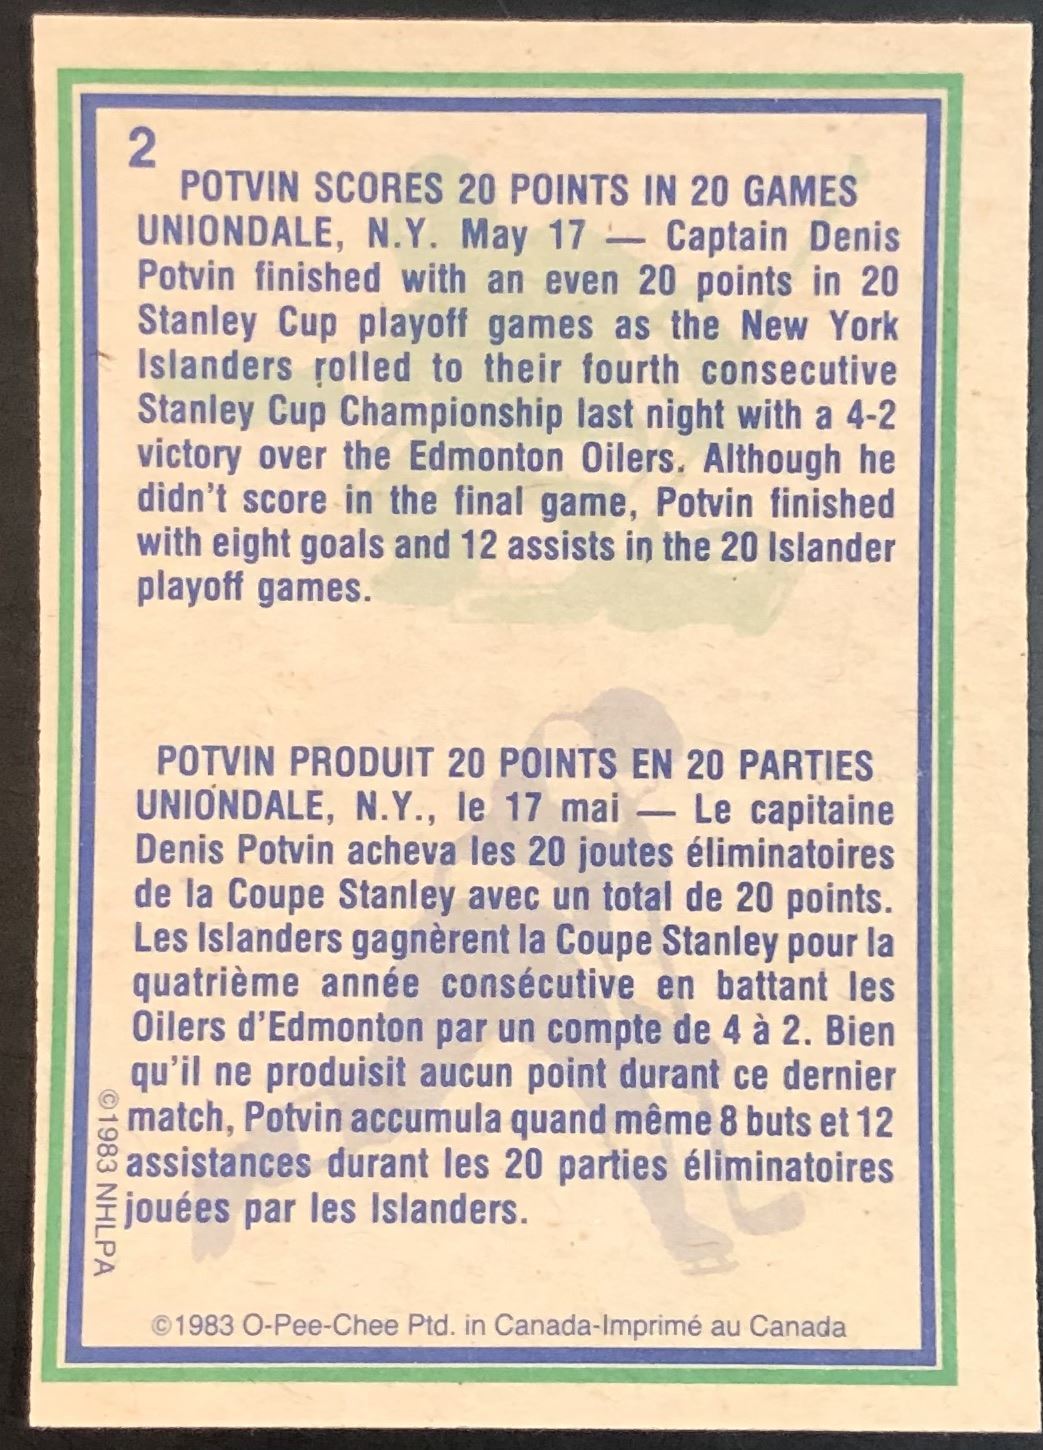 2
POTVIN SCORES 20 POINTS IN 20 GAMES
UNIONDALE, N.Y. May 17 — Captain Denis
Potvin finished with an even 20 points in 20
Stanley Cup playoff games as the New York
Islanders rolled to their fourth consecutive
Stanley Cup Championship last night with a 4-2
victory over the Edmonton Oilers. Although he
didn't score in the final game, Potvin finished
with eight goals and 12 assists in the 20 Islander
playoff games.
POTVIN PRODUIT 20 POINTS EN 20 PARTIES
UNIONDALE, N.Y., le 17 mai — Le capitaine
Denis Potvin acheva les 20 joutes éliminatoires
de la Coupe Stanley avec un total de 20 points.
Les Islanders gagnèrent la Coupe Stanley pour la
quatrième année consécutive en battant les
Oilers d'Edmonton par un compte de 4 à 2. Bien
qu'il ne produisit aucun point durant ce dernier
match, Potvin accumula quand même 8 buts et 12
assistances durant les 20 parties éliminatoires
jouées par les Islanders.
©1983 NHLPA
©1983 O-Pee-Chee Ptd. in Canada-Imprimé au Canada